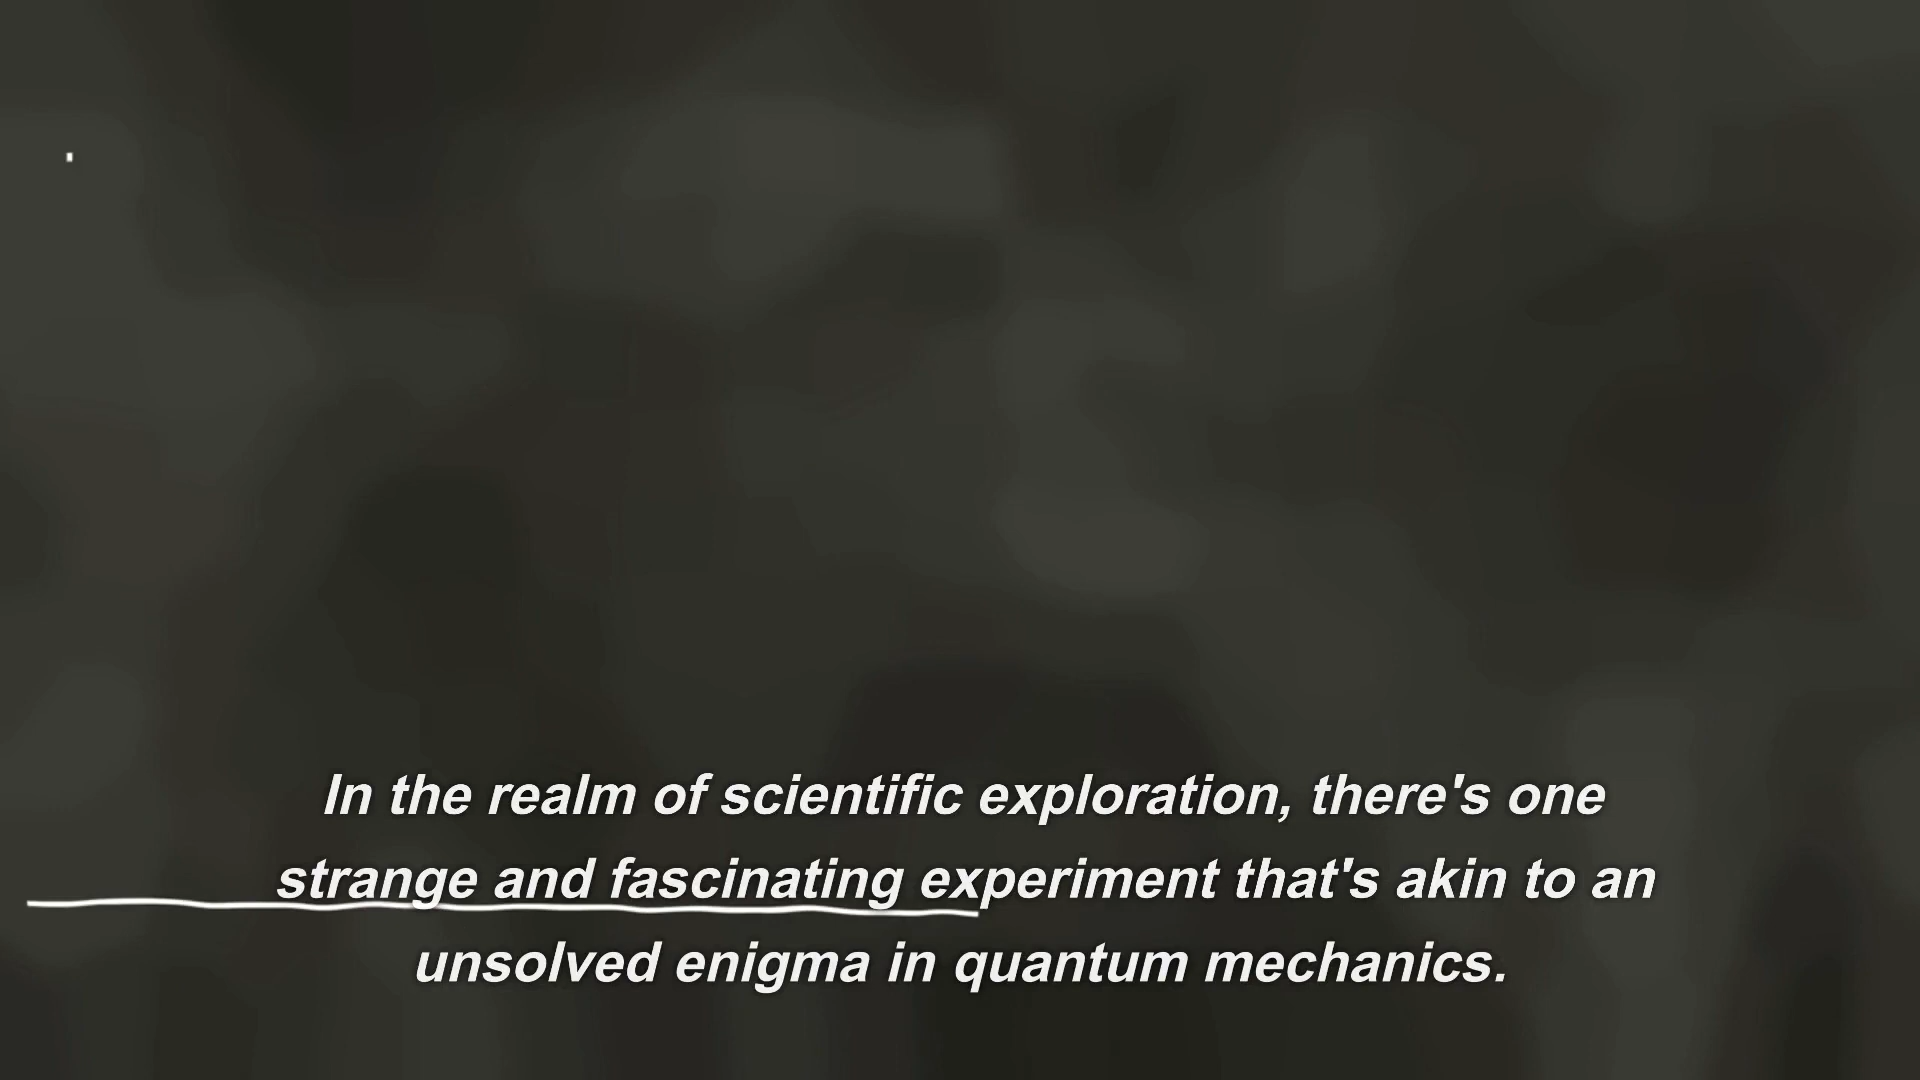 In the realm of scientific exploration, there's one
strange and fascinating experiment that's akin to an
unsolved enigma in quantum mechanics.